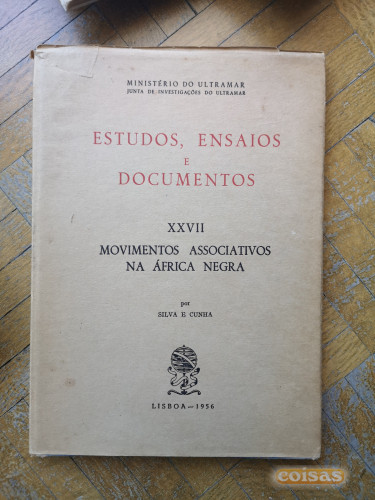 MINISTÉRIO DO ULTRAMAR
JUNTA DE INVESTIGAÇÕES DO ULTRAMAR
ESTUDOS, ENSAIOS
E
DOCUMENTOS
XXVII
MOVIMENTOS ASSOCIATIVOS
NA ÁFRICA NEGRA
por
SILVA E CUNHA
LISBOA — 1956
coisas